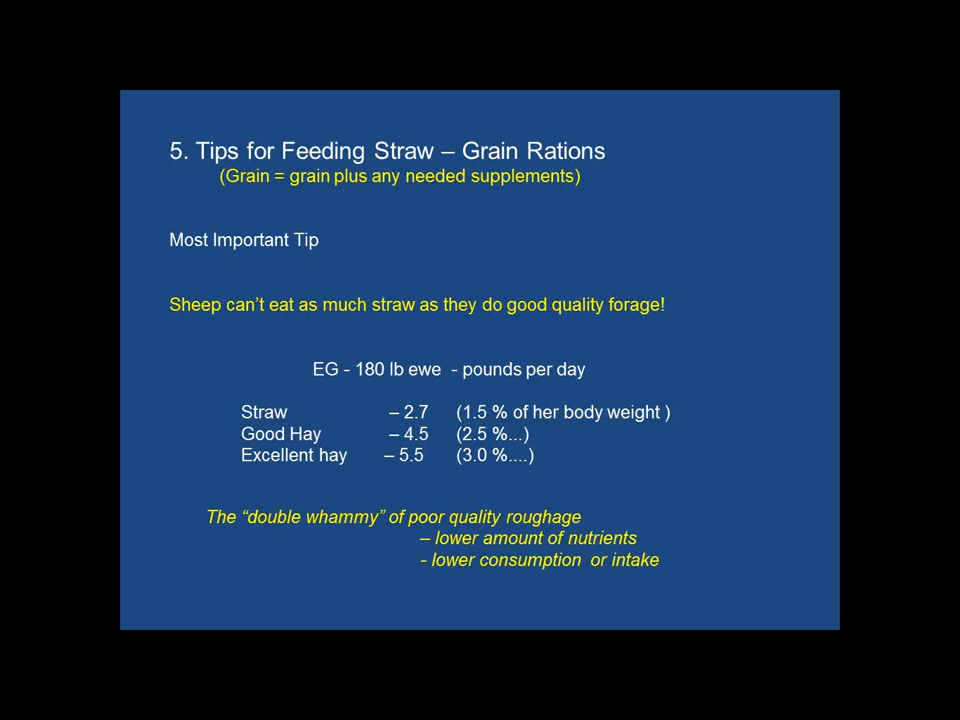 5. Tips for Feeding Straw – Grain Rations
(Grain = grain plus any needed supplements)
Most Important Tip
Sheep can’t eat as much straw as they do good quality forage!
EG - 180 lb ewe - pounds per day
Straw – 2.7 (1.5 % of her body weight )
Good Hay – 4.5 (2.5 %...)
Excellent hay – 5.5 (3.0 %....)
The “double whammy” of poor quality roughage
– lower amount of nutrients
- lower consumption or intake